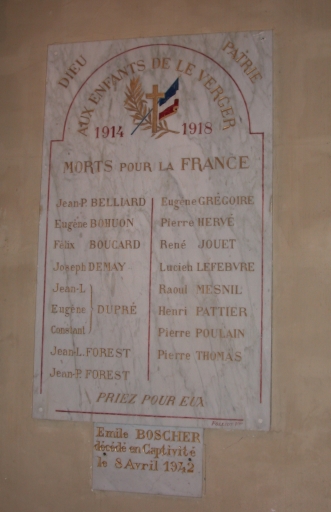 DIEU PATRIE
AUX ENFANTS DE LE VERGER
1914 1918
MORTS POUR LA FRANCE
Jean-P. BELLIARD
Eugène BOHUON
Félix BOUCARD
Joseph DEMAY
Jean-L.
Eugène DUPRÉ
Constant
Jean-L. FOREST
Jean-P. FOREST
Eugène GRÉGOIRE
Pierre HERVÉ
René JOUET
Lucien LEFEBVRE
Raoul MESNIL
Henri PATTIER
Pierre POULAIN
Pierre THOMAS
PRIEZ POUR EUX
Emile BOSCHER
décédé en Captivité
le 8 Avril 1942